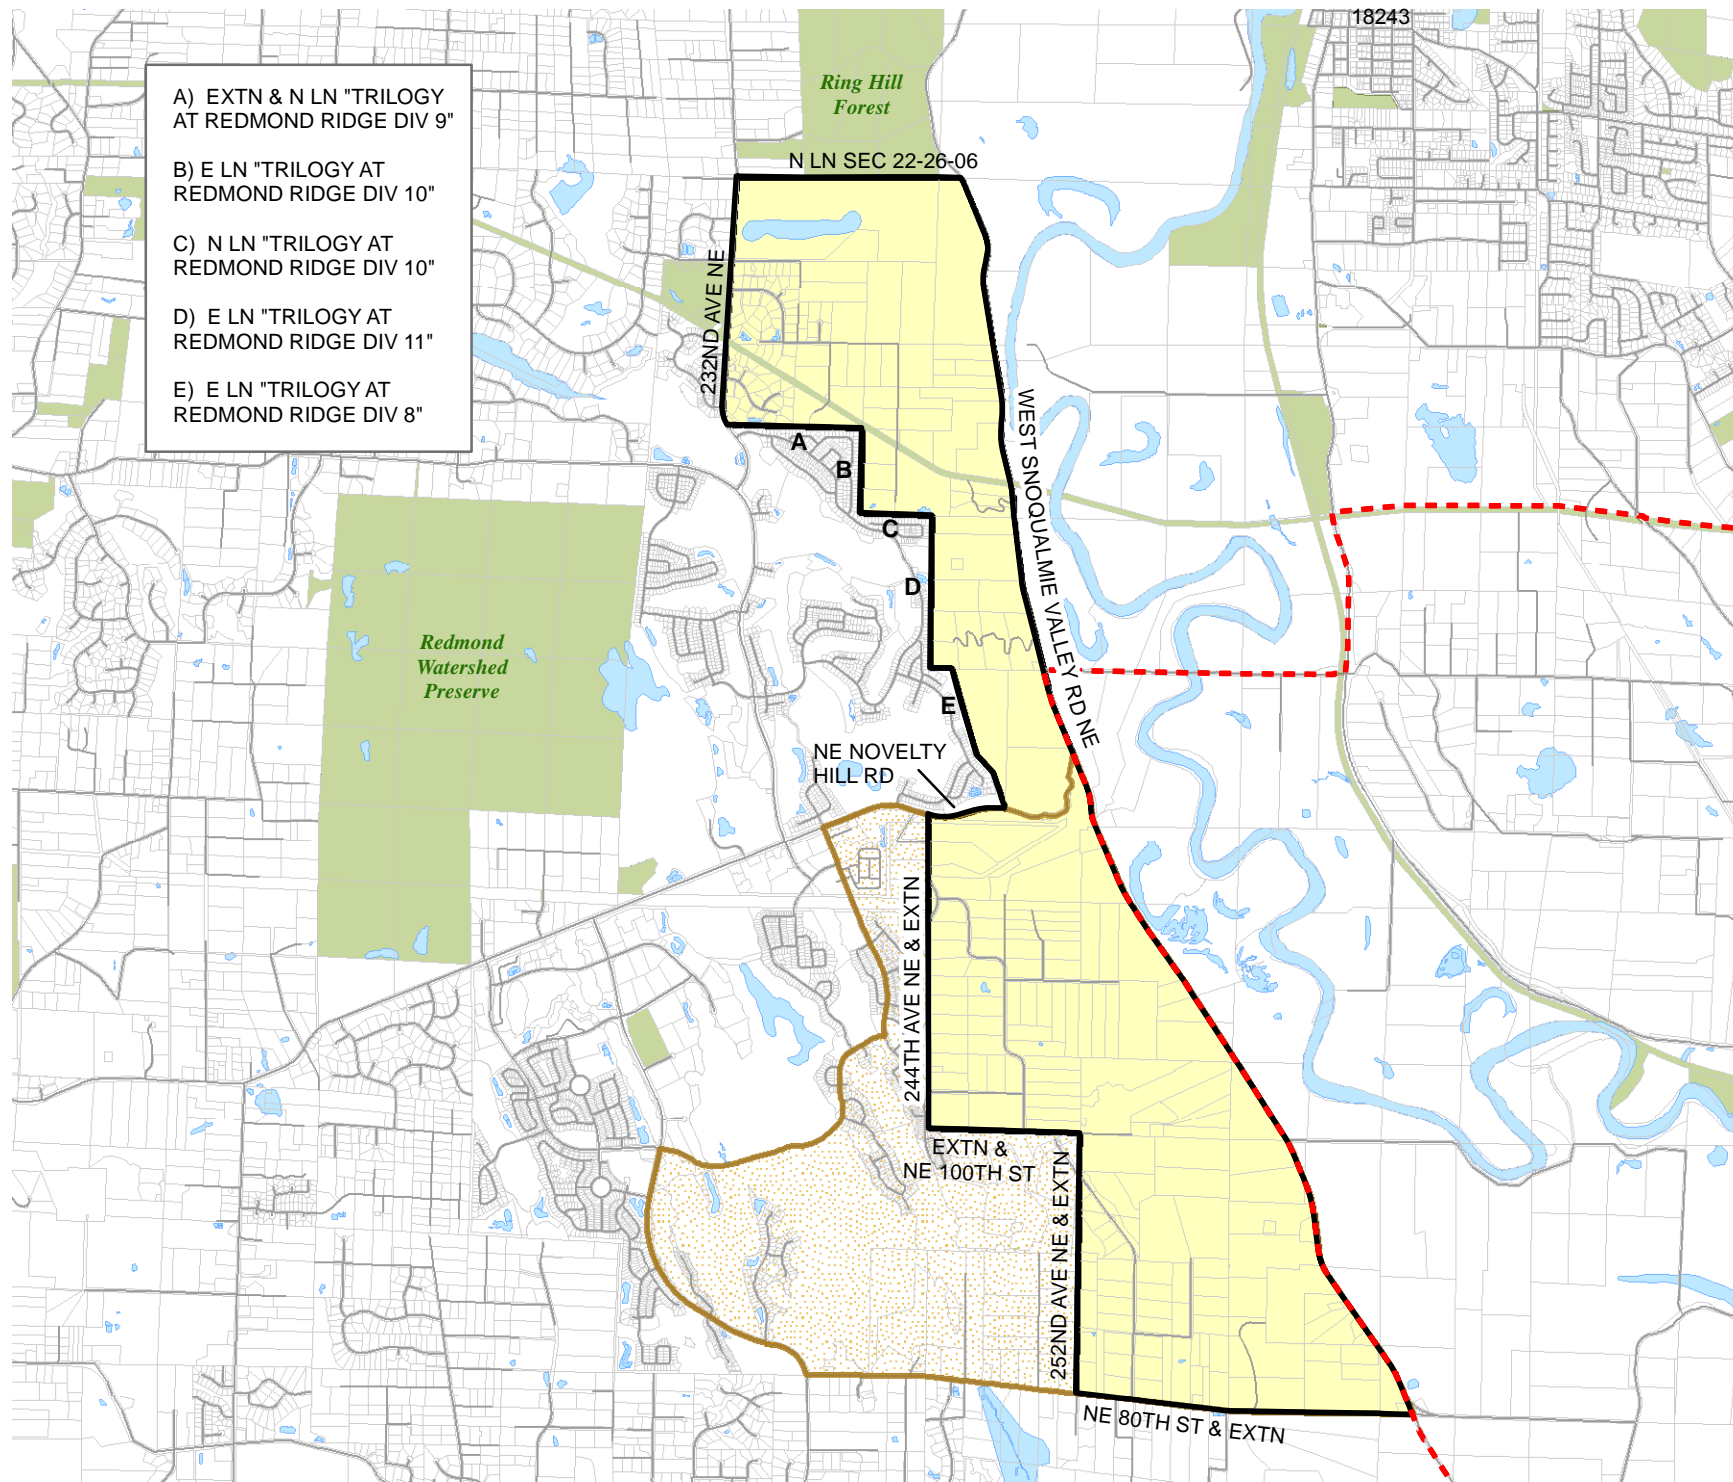 18243
A) EXTN & N LN "TRILOGY
AT REDMOND RIDGE DIV 9"
B) E LN "TRILOGY AT
REDMOND RIDGE DIV 10"
C) N LN "TRILOGY AT
REDMOND RIDGE DIV 10"
D) E LN "TRILOGY AT
REDMOND RIDGE DIV 11"
E) E LN "TRILOGY AT
REDMOND RIDGE DIV 8"
Ring Hill
Forest
N LN SEC 22-26-06
232ND AVE NE
WEST SNOQUALMIE VALLEY RD NE
A
B
C
D
E
Redmond
Watershed
Preserve
NE NOVELTY
HILL RD
244TH AVE NE & EXTN
EXTN &
NE 100TH ST
252ND AVE NE & EXTN
NE 80TH ST & EXTN